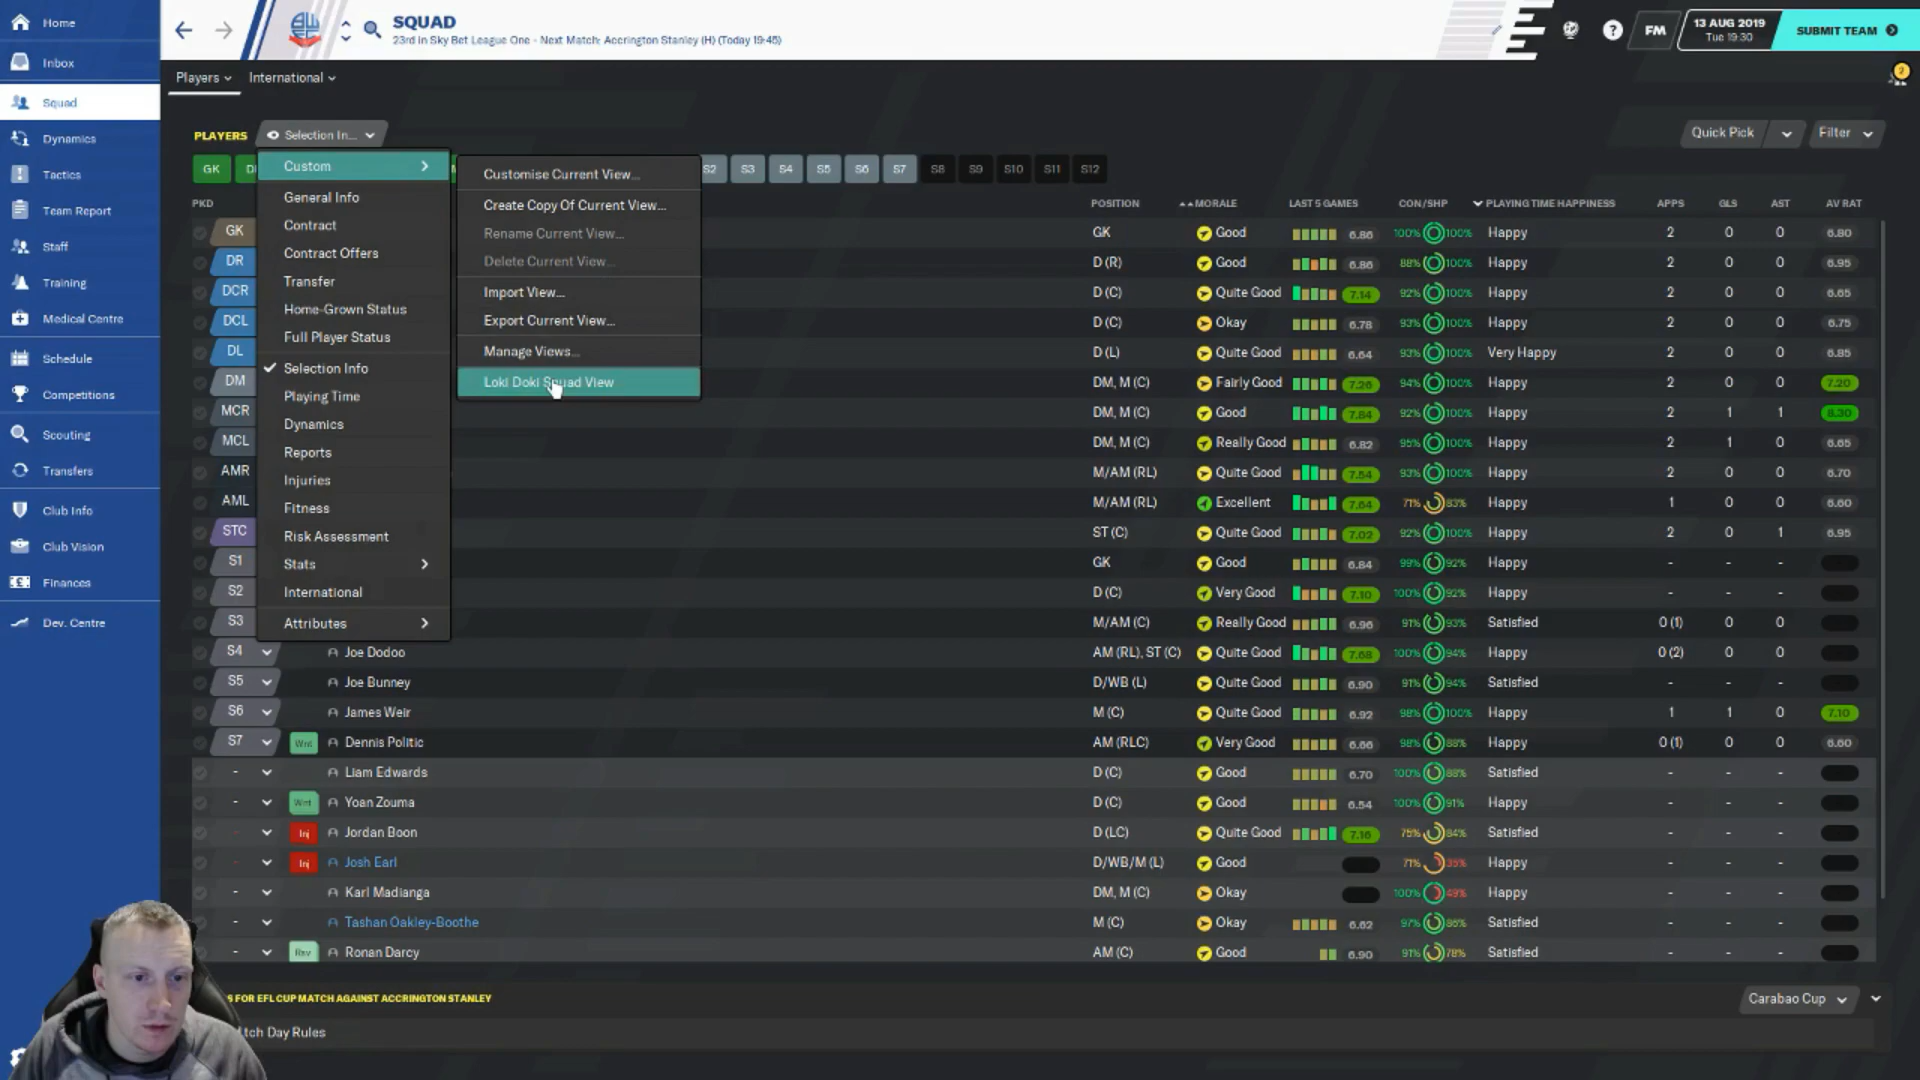 Home
SQUAD
23rd in Sky Bet League One - Next Match: Accrington Stanley (H) (Today 19:45)
FM
13 AUG 2019
Tue 19:30
SUBMIT TEAM
2
Inbox
Squad
Dynamics
Tactics
Team Report
Staff
Training
Medical Centre
Schedule
Competitions
Scouting
Transfers
Club Info
Club Vision
Finances
Dev. Centre
Players
International
PLAYERS
Selection In...
Quick Pick
Filter
GK
S2 S3 S4 S5 S6 S7 S8 S9 S10 S11 S12
Custom
General Info
Contract
Contract Offers
Transfer
Home-Grown Status
Full Player Status
Selection Info
Playing Time
Dynamics
Reports
Injuries
Fitness
Risk Assessment
Stats
International
Attributes
Customise Current View...
Create Copy Of Current View...
Rename Current View...
Delete Current View...
Import View...
Export Current View...
Manage Views...
Loki Doki Squad View
PKD POSITION MORALE LAST 5 GAMES CON/SHP PLAYING TIME HAPPINESS APPS GLS AST AV RAT
GK GK Good 6.86 100% 100% Happy 2 0 0 6.80
DR D (R) Good 6.86 88% 100% Happy 2 0 0 6.95
DCR D (C) Quite Good 7.14 92% 100% Happy 2 0 0 6.65
DCL D (C) Okay 6.78 93% 100% Happy 2 0 0 6.75
DL D (L) Quite Good 6.64 93% 100% Very Happy 2 0 0 6.85
DM DM, M (C) Fairly Good 7.26 94% 100% Happy 2 0 0 7.20
MCR DM, M (C) Good 7.84 92% 100% Happy 2 1 1 8.30
MCL DM, M (C) Really Good 6.82 95% 100% Happy 2 1 0 6.65
AMR M/AM (RL) Quite Good 7.54 93% 100% Happy 2 0 0 6.70
AML M/AM (RL) Excellent 7.64 71% 83% Happy 1 0 0 6.60
STC ST (C) Quite Good 7.02 92% 100% Happy 2 0 1 6.95
S1 GK Good 6.84 99% 92% Happy - - -
S2 D (C) Very Good 7.10 100% 92% Happy - - -
S3 M/AM (C) Really Good 6.96 91% 93% Satisfied 0 (1) 0 0
S4 Joe Dodoo AM (RL), ST (C) Quite Good 7.68 100% 94% Happy 0 (2) 0 0
S5 Joe Bunney D/WB (L) Quite Good 6.90 91% 94% Satisfied - - -
S6 James Weir M (C) Quite Good 6.92 98% 100% Happy 1 1 0 7.10
S7 Wnt Dennis Politic AM (RLC) Very Good 6.66 98% 88% Happy 0 (1) 0 0 6.60
- Liam Edwards D (C) Good 6.70 100% 88% Satisfied - - -
- Wnt Yoan Zouma D (C) Good 6.54 100% 91% Happy - - -
- Inj Jordan Boon D (LC) Quite Good 7.16 75% 84% Satisfied - - -
- Inj Josh Earl D/WB/M (L) Good 71% 35% Happy - - -
- Karl Madianga DM, M (C) Okay 100% 49% Happy - - -
- Tashan Oakley-Boothe M (C) Okay 6.62 97% 86% Satisfied - - -
- Rsv Ronan Darcy AM (C) Good 6.90 91% 78% Satisfied - - -
FOR EFL CUP MATCH AGAINST ACCRINGTON STANLEY
Carabao Cup
Day Rules